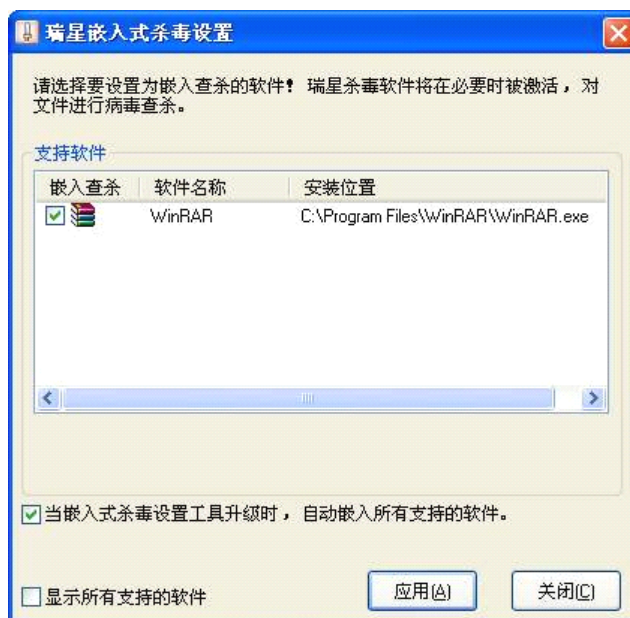 瑞星嵌入式杀毒设置
请选择要设置为嵌入查杀的软件！ 瑞星杀毒软件将在必要时被激活，对
文件进行病毒查杀。
支持软件
嵌入查杀 软件名称 安装位置
WinRAR C:\Program Files\WinRAR\WinRAR.exe
当嵌入式杀毒设置工具升级时，自动嵌入所有支持的软件。
显示所有支持的软件 应用(A) 关闭(C)